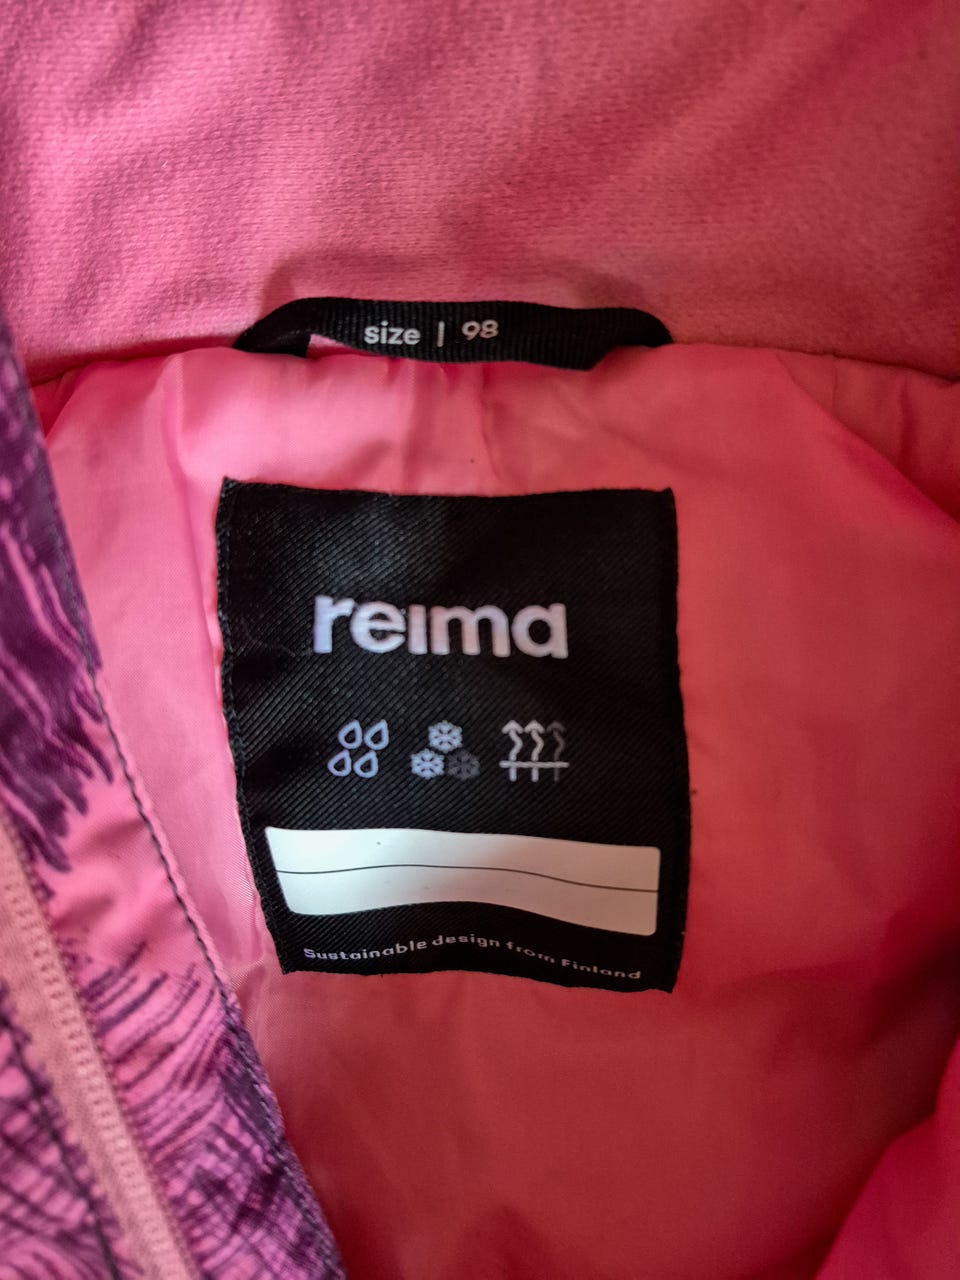 size | 98
reima
Sustainable design from Finland